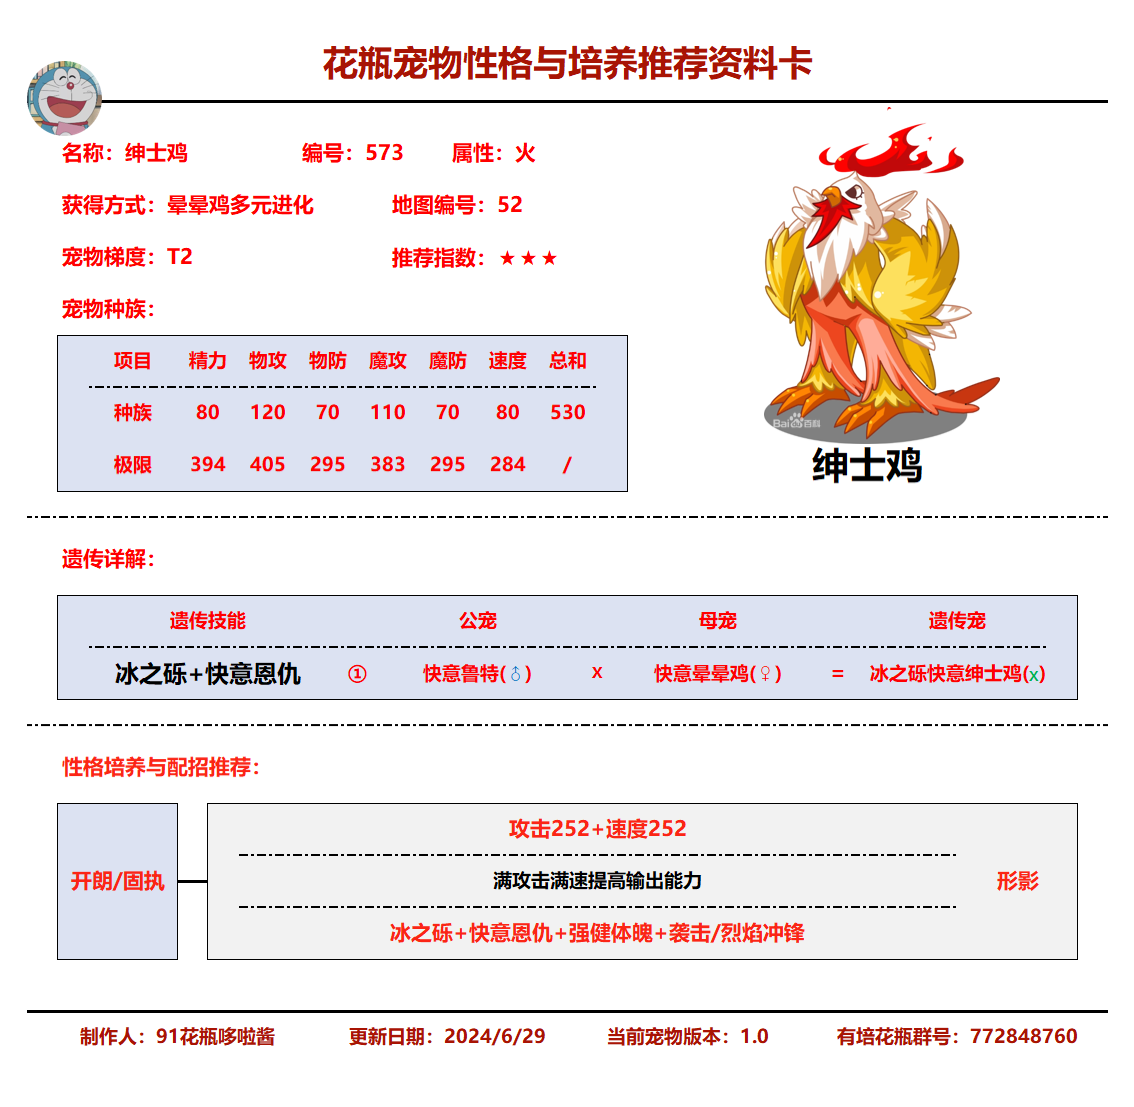 花瓶宠物性格与培养推荐资料卡
名称：绅士鸡 编号：573 属性：火
获得方式：晕晕鸡多元进化 地图编号：52
宠物梯度：T2 推荐指数：★★★
宠物种族：
项目 精力 物攻 物防 魔攻 魔防 速度 总和
种族 80 120 70 110 70 80 530
极限 394 405 295 383 295 284 /
Bai百科
绅士鸡
遗传详解：
遗传技能 公宠 母宠 遗传宠
冰之砾+快意恩仇 ① 快意鲁特(♂) X 快意晕晕鸡(♀) = 冰之砾快意绅士鸡(x)
性格培养与配招推荐：
攻击252+速度252
开朗/固执 满攻击满速提高输出能力 形影
冰之砾+快意恩仇+强健体魄+袭击/烈焰冲锋
制作人：91花瓶哆啦酱 更新日期：2024/6/29 当前宠物版本：1.0 有培花瓶群号：772848760